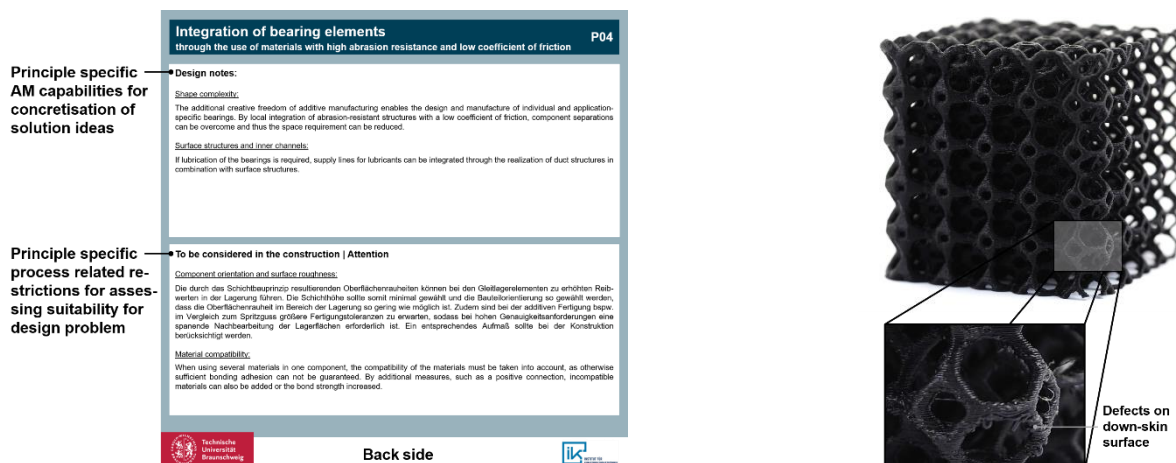 Principle specific
AM capabilities for
concretisation of
solution ideas
Principle specific
process related re-
strictions for asses-
sing suitability for
design problem
Integration of bearing elements
through the use of materials with high abrasion resistance and low coefficient of friction
P04
Design notes:
Shape complexity:
The additional creative freedom of additive manufacturing enables the design and manufacture of individual and application-
specific bearings. By local integration of abrasion-resistant structures with a low coefficient of friction, component separations
can be overcome and thus the space requirement can be reduced.
Surface structures and inner channels:
If lubrication of the bearings is required, supply lines for lubricants can be integrated through the realization of duct structures in
combination with surface structures.
To be considered in the construction | Attention
Component orientation and surface roughness:
Die durch das Schichtbauprinzip resultierenden Oberflächenrauheiten können bei den Gleitlagerelementen zu erhöhten Reib-
werten in der Lagerung führen. Die Schichthöhe sollte somit minimal gewählt und die Bauteilorientierung so gewählt werden,
dass die Oberflächenrauheit im Bereich der Lagerung so gering wie möglich ist. Zudem sind bei der additiven Fertigung bspw.
im Vergleich zum Spritzguss größere Fertigungstoleranzen zu erwarten, sodass bei hohen Genauigkeitsanforderungen eine
spanende Nachbearbeitung der Lagerflächen erforderlich ist. Ein entsprechendes Aufmaß sollte bei der Konstruktion
berücksichtigt werden.
Material compatibility:
When using several materials in one component, the compatibility of the materials must be taken into account, as otherwise
sufficient bonding adhesion can not be guaranteed. By additional measures, such as a positive connection, incompatible
materials can also be added or the bond strength increased.
Technische
Universität
Braunschweig
Back side
ik
Defects on
down-skin
surface